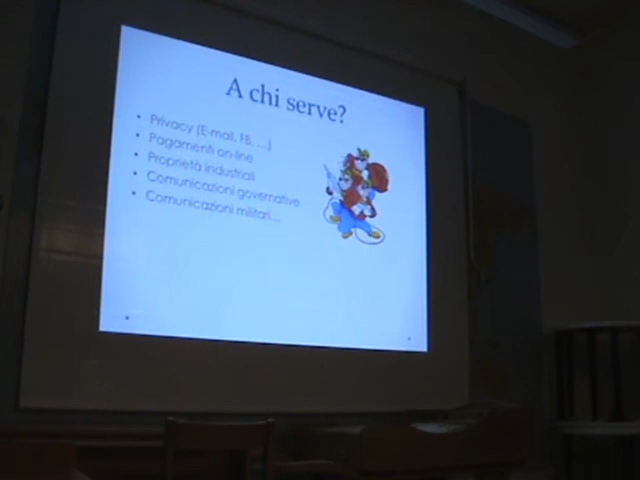 A chi serve?
• Privacy (E-mail, FB, ...)
• Pagamenti on-line
• Proprietà industriali
• Comunicazioni governative
• Comunicazioni militari...